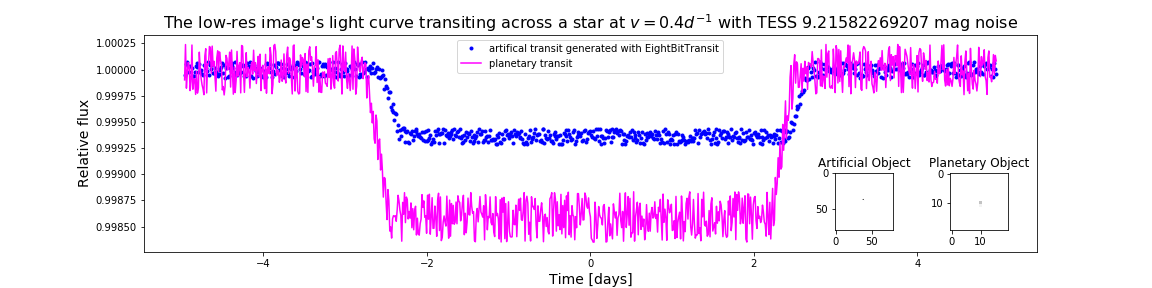 The low-res image's light curve transiting across a star at v = 0.4d⁻¹ with TESS 9.21582269207 mag noise
artifical transit generated with EightBitTransit
planetary transit
Relative flux
1.00025
1.00000
0.99975
0.99950
0.99925
0.99900
0.99875
0.99850
Artificial Object
0
50
0 50
Planetary Object
0
10
0 10
−4 −2 0 2 4
Time [days]